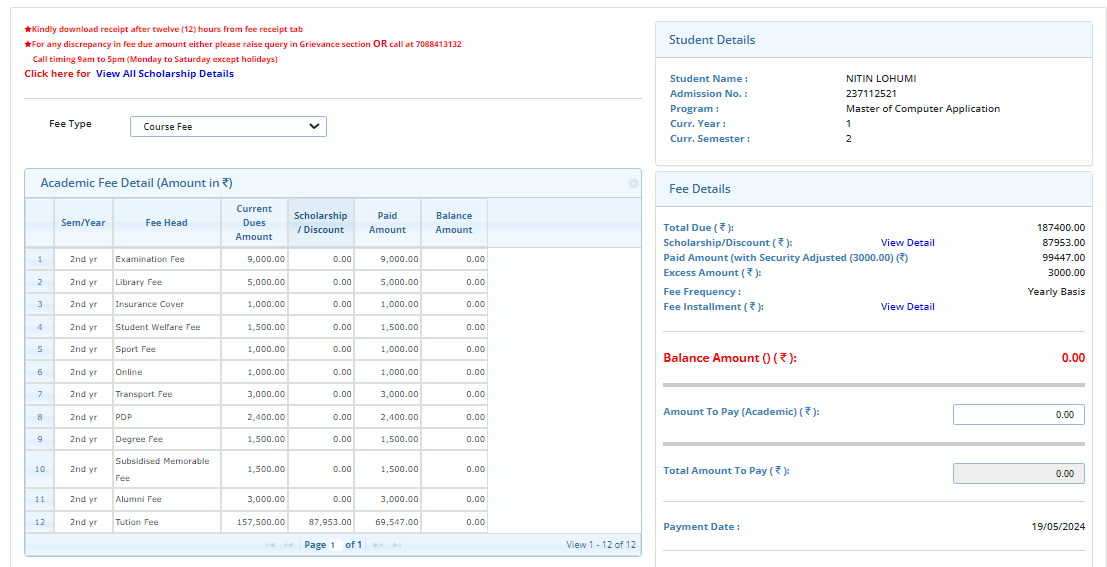 ★Kindly download receipt after twelve (12) hours from fee receipt tab
★For any discrepancy in fee due amount either please raise query in Grievance section OR call at 7088413132
Call timing 9am to 5pm (Monday to Saturday except holidays)
Click here for View All Scholarship Details
Fee Type Course Fee
Academic Fee Detail (Amount in ₹)
Sem/Year Fee Head Current Dues Amount Scholarship / Discount Paid Amount Balance Amount
1 2nd yr Examination Fee 9,000.00 0.00 9,000.00 0.00
2 2nd yr Library Fee 5,000.00 0.00 5,000.00 0.00
3 2nd yr Insurance Cover 1,000.00 0.00 1,000.00 0.00
4 2nd yr Student Welfare Fee 1,500.00 0.00 1,500.00 0.00
5 2nd yr Sport Fee 1,000.00 0.00 1,000.00 0.00
6 2nd yr Online 1,000.00 0.00 1,000.00 0.00
7 2nd yr Transport Fee 3,000.00 0.00 3,000.00 0.00
8 2nd yr PDP 2,400.00 0.00 2,400.00 0.00
9 2nd yr Degree Fee 1,500.00 0.00 1,500.00 0.00
10 2nd yr Subsidised Memorable Fee 1,500.00 0.00 1,500.00 0.00
11 2nd yr Alumni Fee 3,000.00 0.00 3,000.00 0.00
12 2nd yr Tution Fee 157,500.00 87,953.00 69,547.00 0.00
Page 1 of 1 View 1 - 12 of 12
Student Details
Student Name : NITIN LOHUMI
Admission No. : 237112521
Program : Master of Computer Application
Curr. Year : 1
Curr. Semester : 2
Fee Details
Total Due ( ₹ ): 187400.00
Scholarship/Discount ( ₹ ): View Detail 87953.00
Paid Amount (with Security Adjusted (3000.00) (₹) 99447.00
Excess Amount ( ₹ ): 3000.00
Fee Frequency : Yearly Basis
Fee Installment ( ₹ ): View Detail
Balance Amount () ( ₹ ): 0.00
Amount To Pay (Academic) ( ₹ ): 0.00
Total Amount To Pay ( ₹ ): 0.00
Payment Date : 19/05/2024